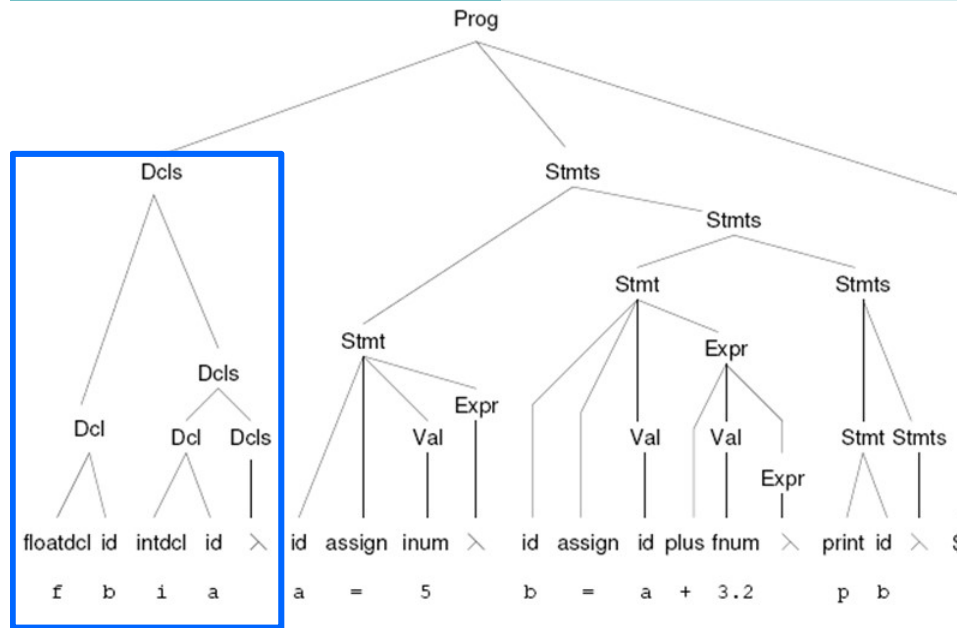 Prog
Dcls Stmts
Stmts
Stmt Stmts
Stmt Expr
Dcls Expr
Dcl Dcl Dcls Val Val Val Stmt Stmts
Expr
floatdcl id intdcl id λ id assign inum λ id assign id plus fnum λ print id λ
f b i a a = 5 b = a + 3.2 p b